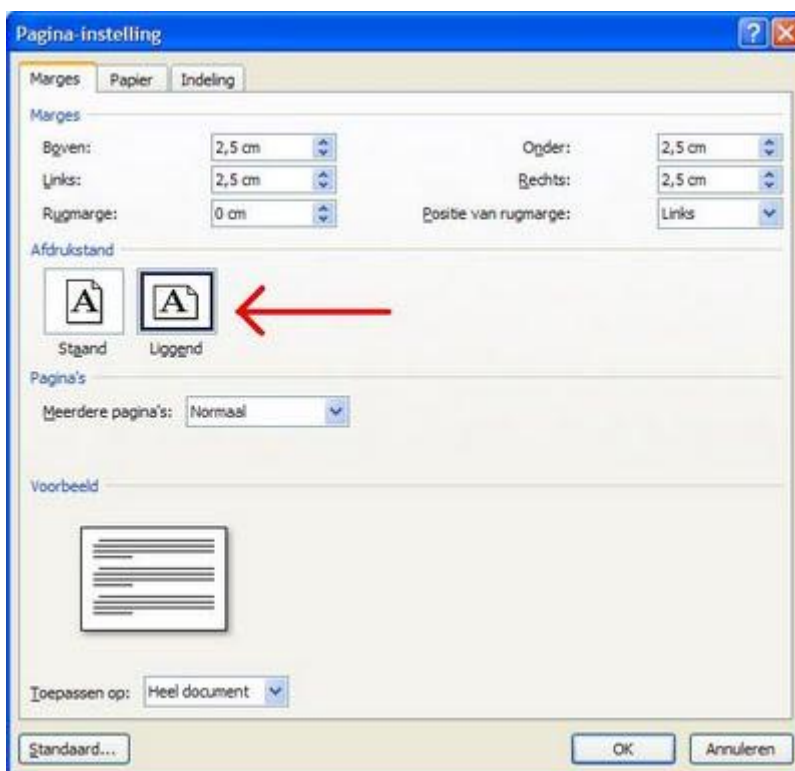 Pagina-instelling
Marges Papier Indeling
Marges
Boven: 2,5 cm Onder: 2,5 cm
Links: 2,5 cm Rechts: 2,5 cm
Rugmarge: 0 cm Positie van rugmarge: Links
Afdrukstand
A A
Staand Liggend
Pagina's
Meerdere pagina's: Normaal
Voorbeeld
Toepassen op: Heel document
Standaard... OK Annuleren